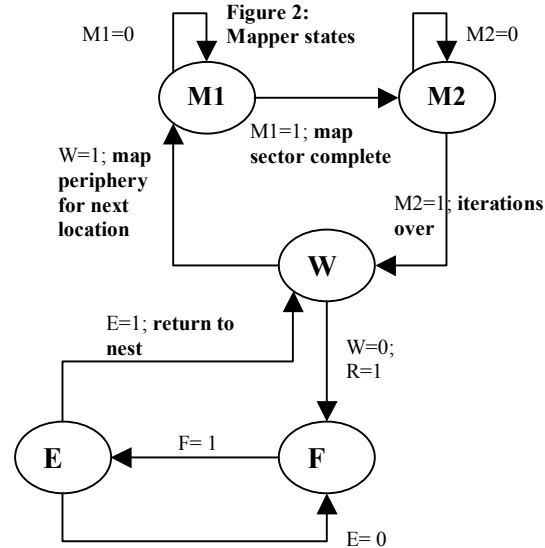 Figure 2:
Mapper states
M1=0
M2=0
M1
M2
M1=1; map
sector complete
W=1; map
periphery
for next
location
M2=1; iterations
over
W
E=1; return to
nest
W=0;
R=1
E
F= 1
F
E= 0